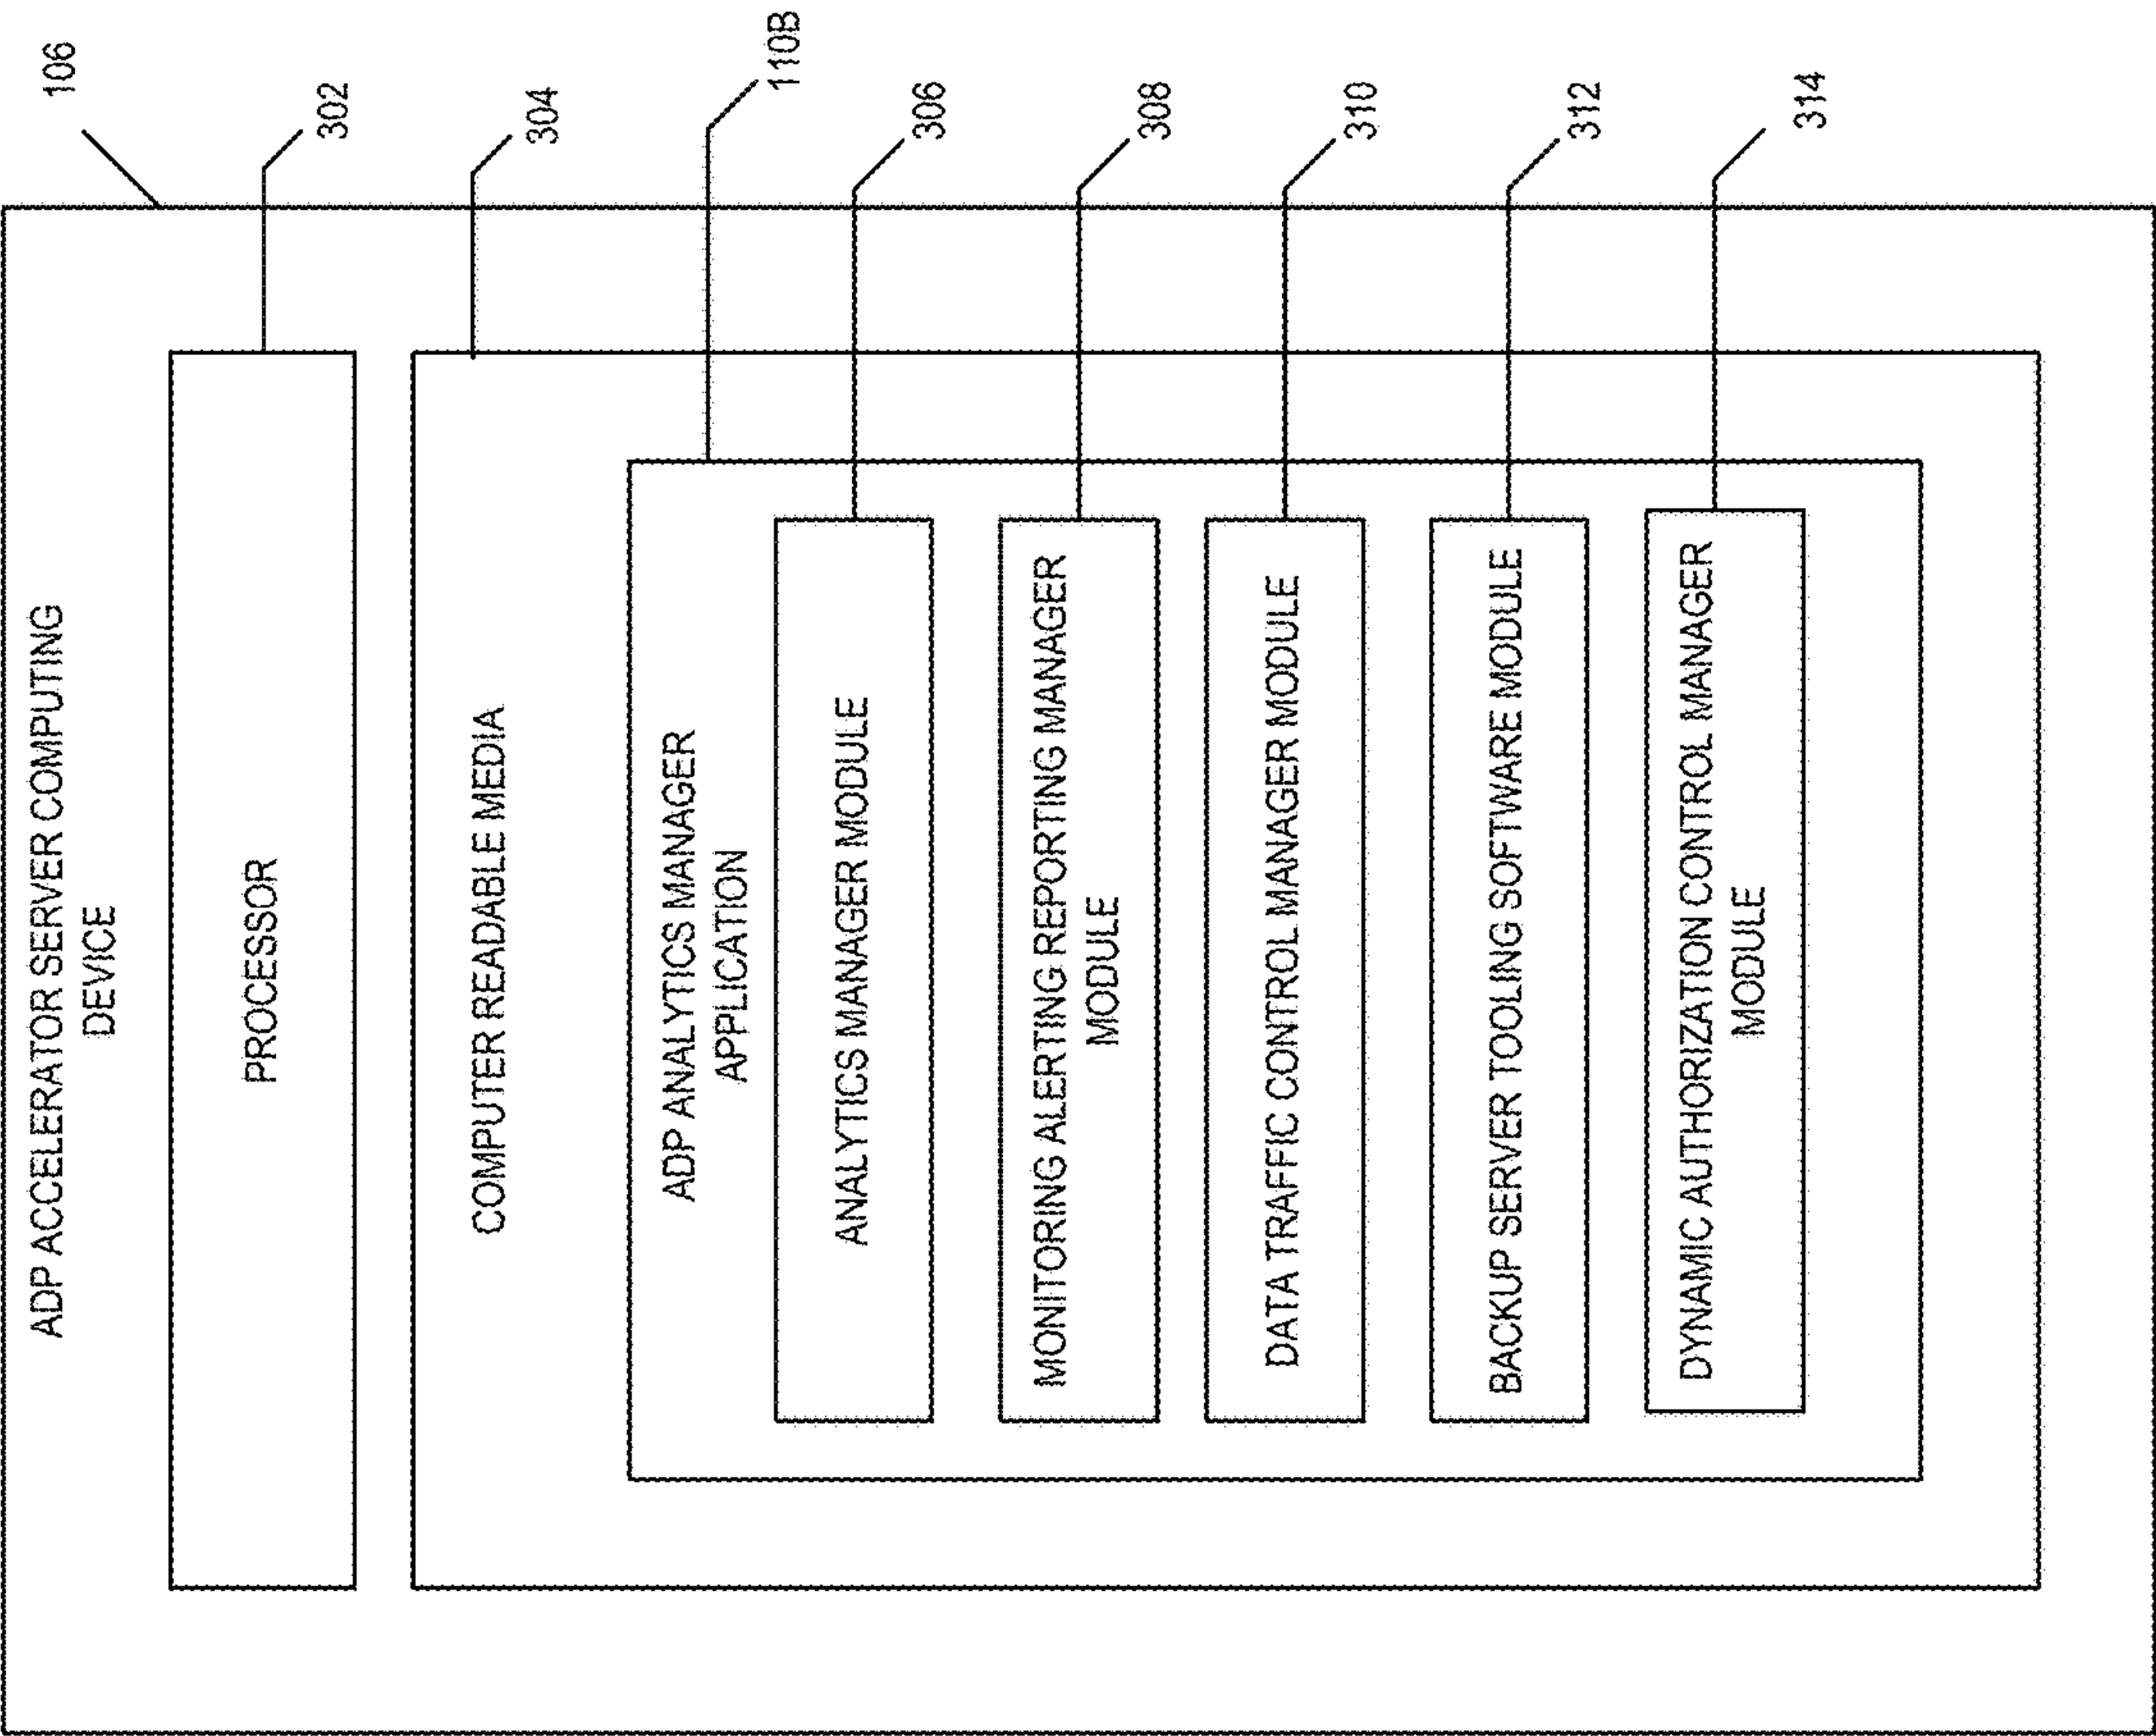 ADP ACCELERATOR SERVER COMPUTING
DEVICE
106
PROCESSOR
302
COMPUTER READABLE MEDIA
304
ADP ANALYTICS MANAGER
APPLICATION
110B
ANALYTICS MANAGER MODULE
306
MONITORING ALERTING REPORTING MANAGER
MODULE
308
DATA TRAFFIC CONTROL MANAGER MODULE
310
BACKUP SERVER TOOLING SOFTWARE MODULE
312
DYNAMIC AUTHORIZATION CONTROL MANAGER
MODULE
314